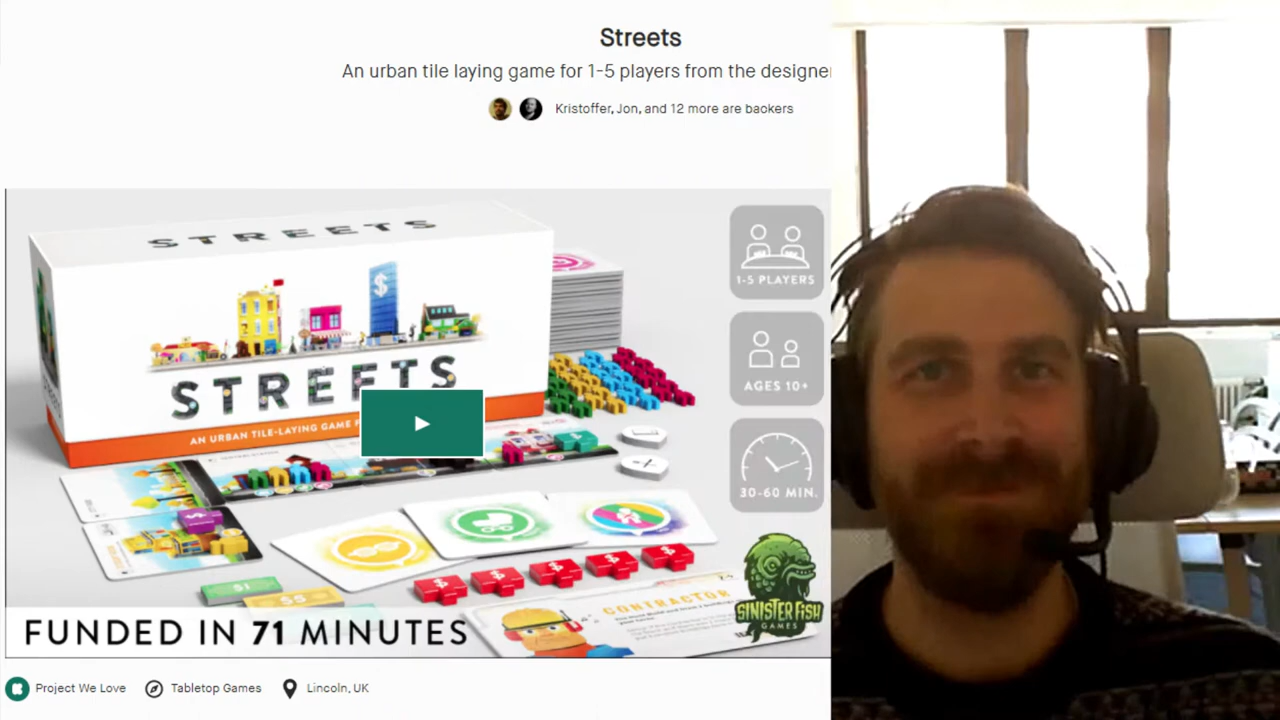 Streets
An urban tile laying game for 1-5 players from the designer
Kristoffer, Jon, and 12 more are backers
STREETS
$
STREETS
AN URBAN TILE-LAYING GAME F
1-5 PLAYERS
AGES 10+
30-60 MIN.
$1
$5
CONTRACTOR
SINISTER FISH
GAMES
FUNDED IN 71 MINUTES
Project We Love
Tabletop Games
Lincoln, UK